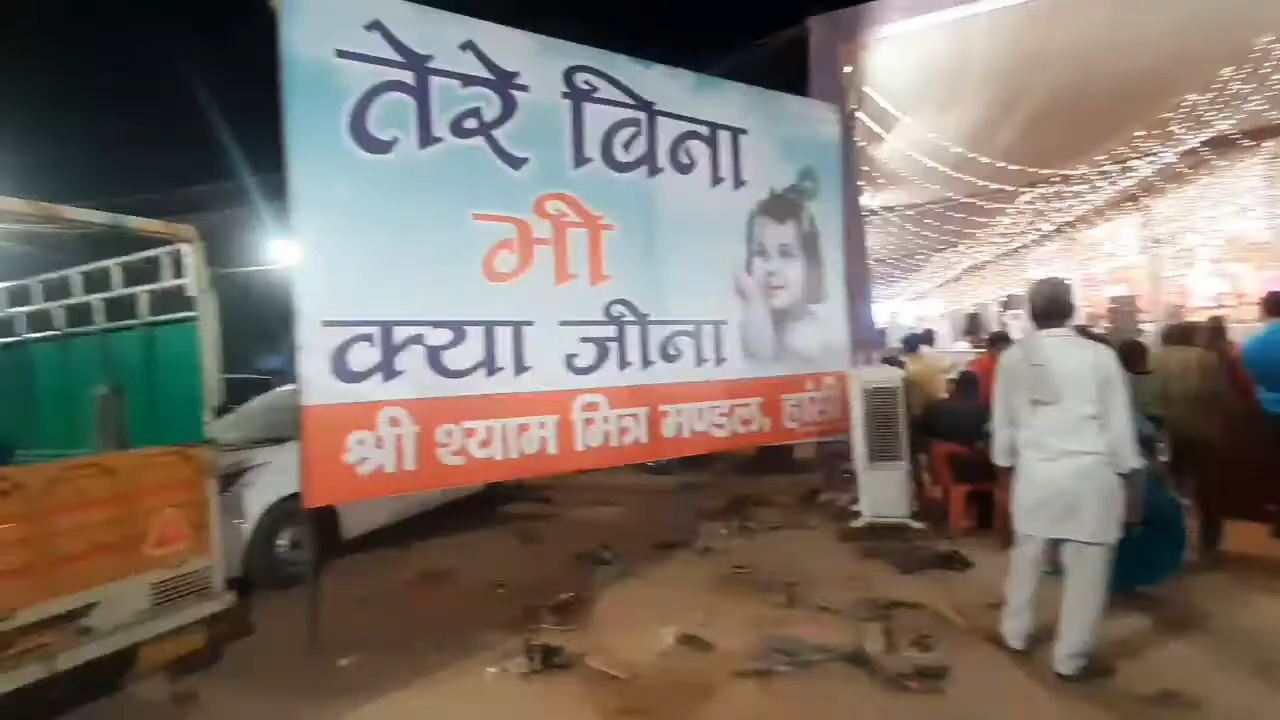 तेरे बिना
भी
क्या जीना
श्री श्याम मित्र मण्डल, हांसी